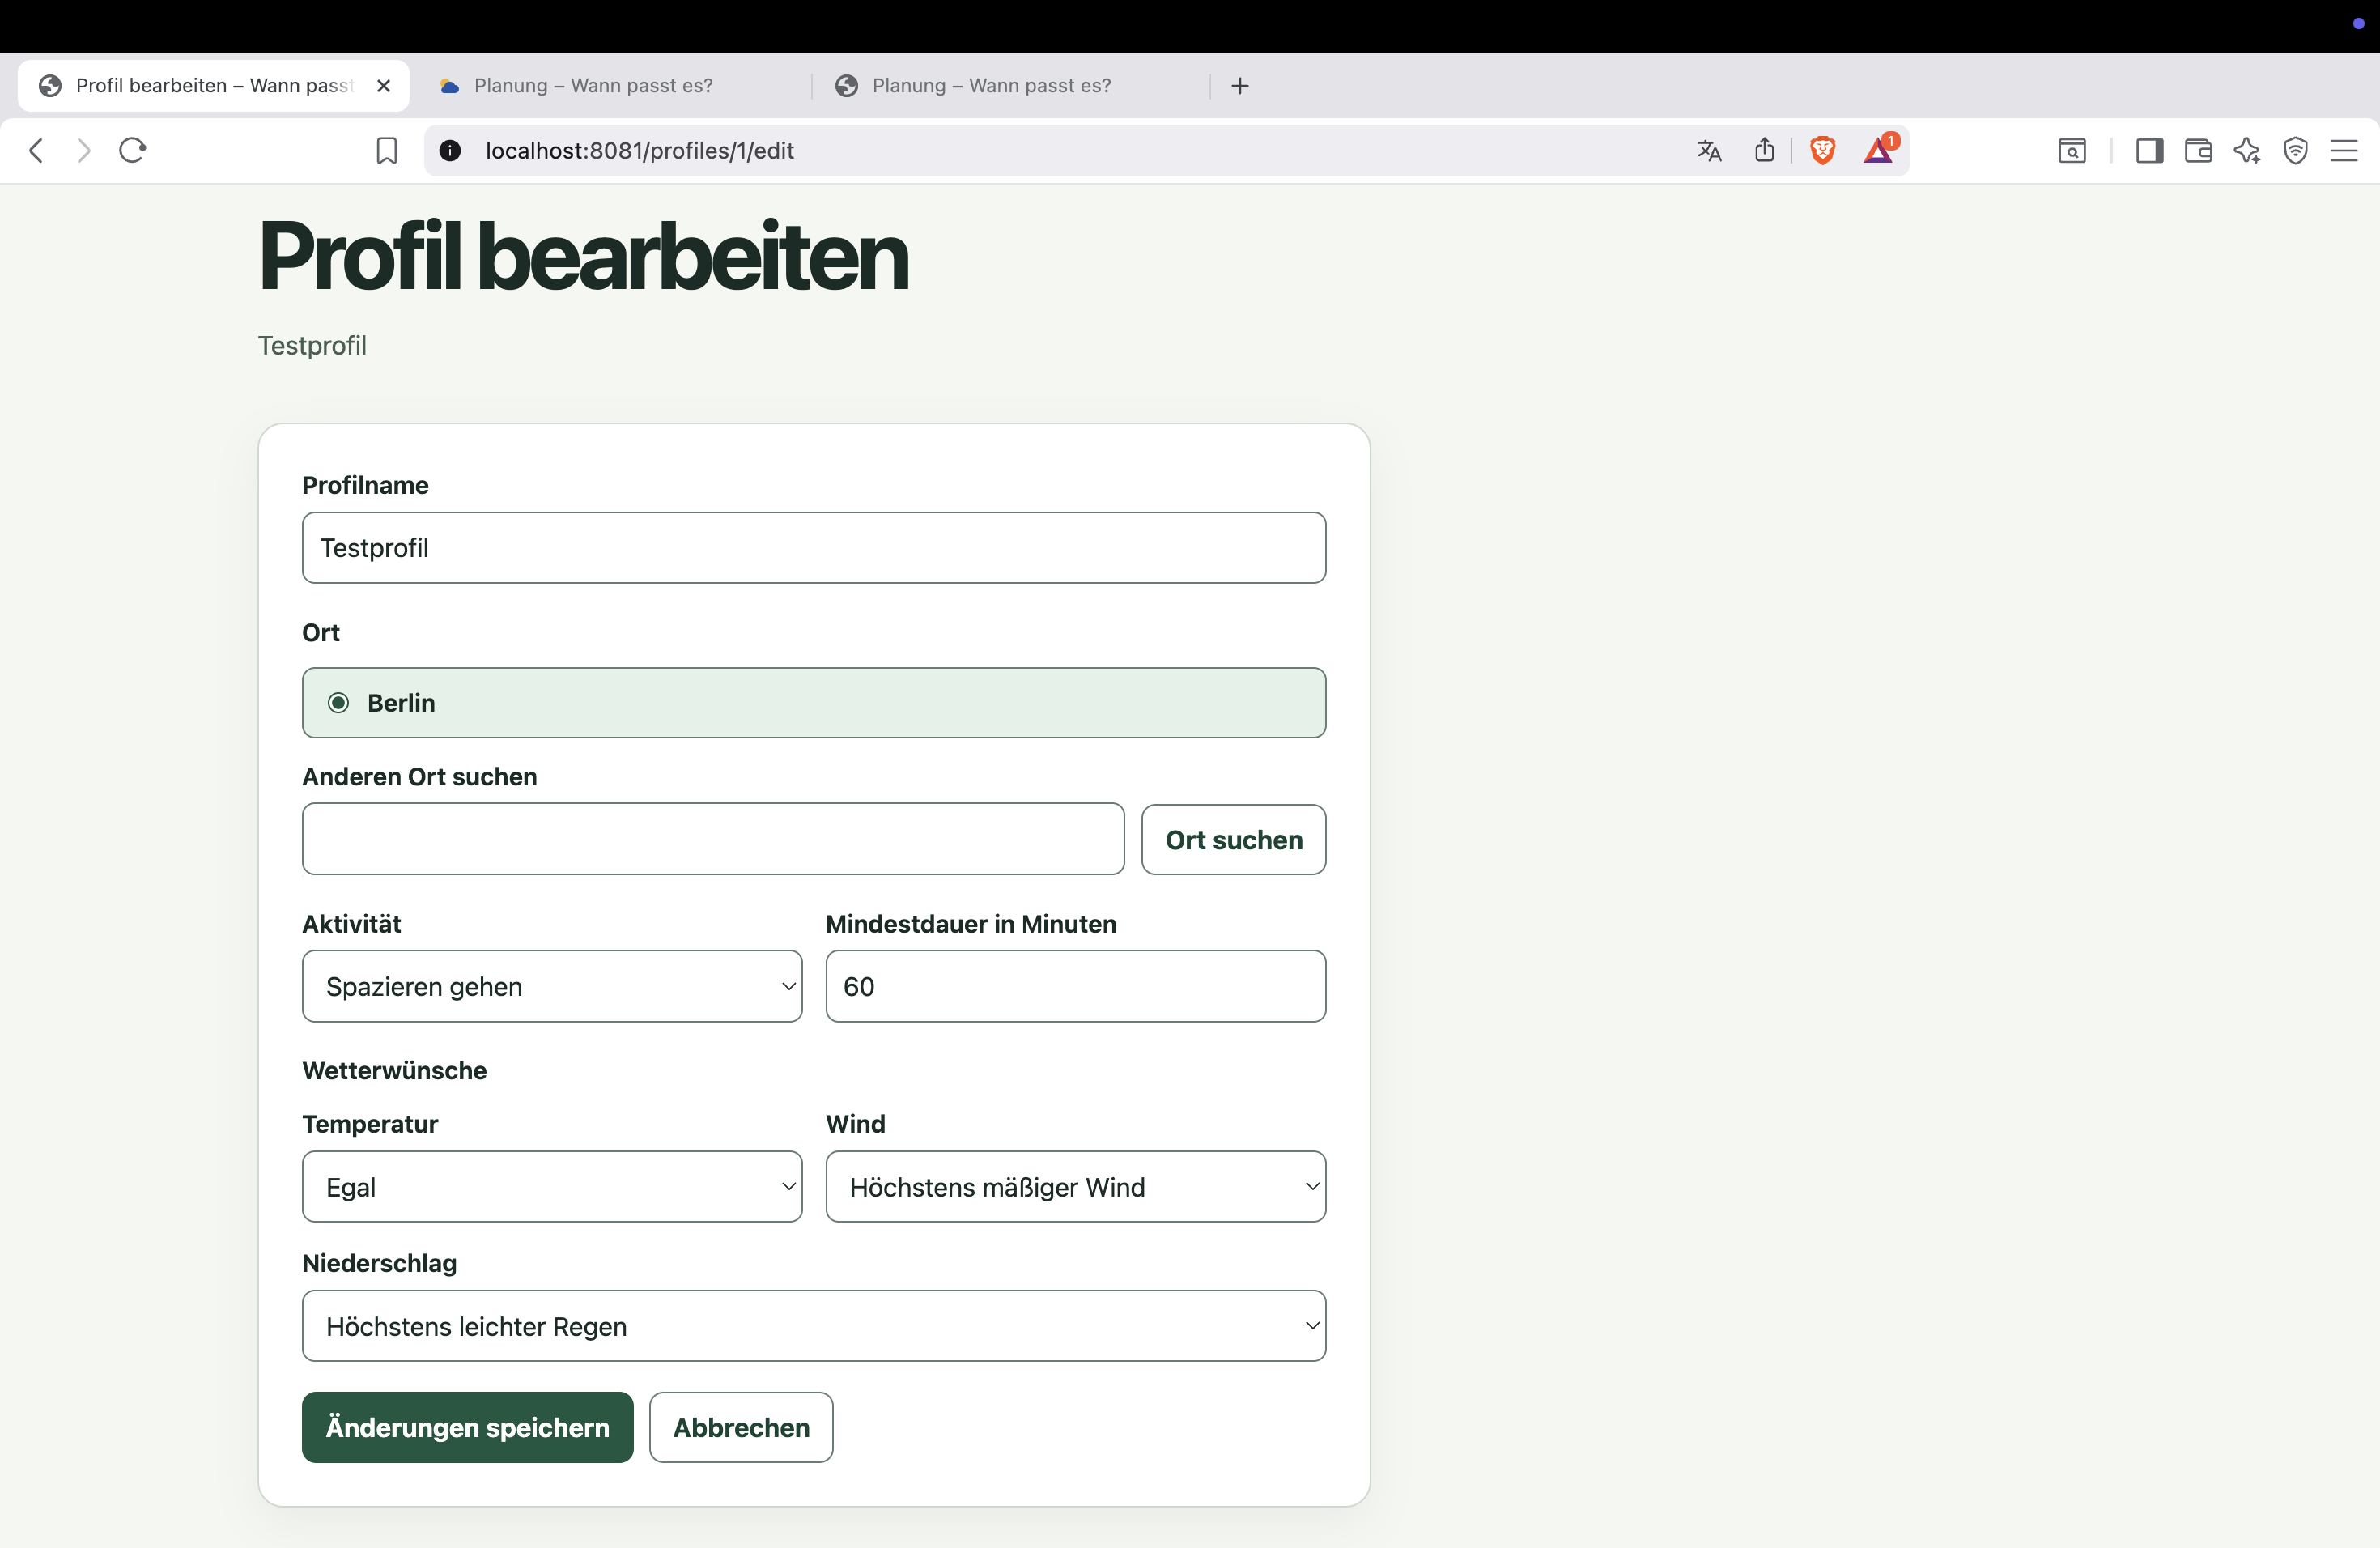 Profil bearbeiten – Wann passt
Planung – Wann passt es?
Planung – Wann passt es?
localhost:8081/profiles/1/edit
1
Profil bearbeiten
Testprofil
Profilname
Testprofil
Ort
Berlin
Anderen Ort suchen
Ort suchen
Aktivität
Mindestdauer in Minuten
Spazieren gehen
60
Wetterwünsche
Temperatur
Wind
Egal
Höchstens mäßiger Wind
Niederschlag
Höchstens leichter Regen
Änderungen speichern
Abbrechen